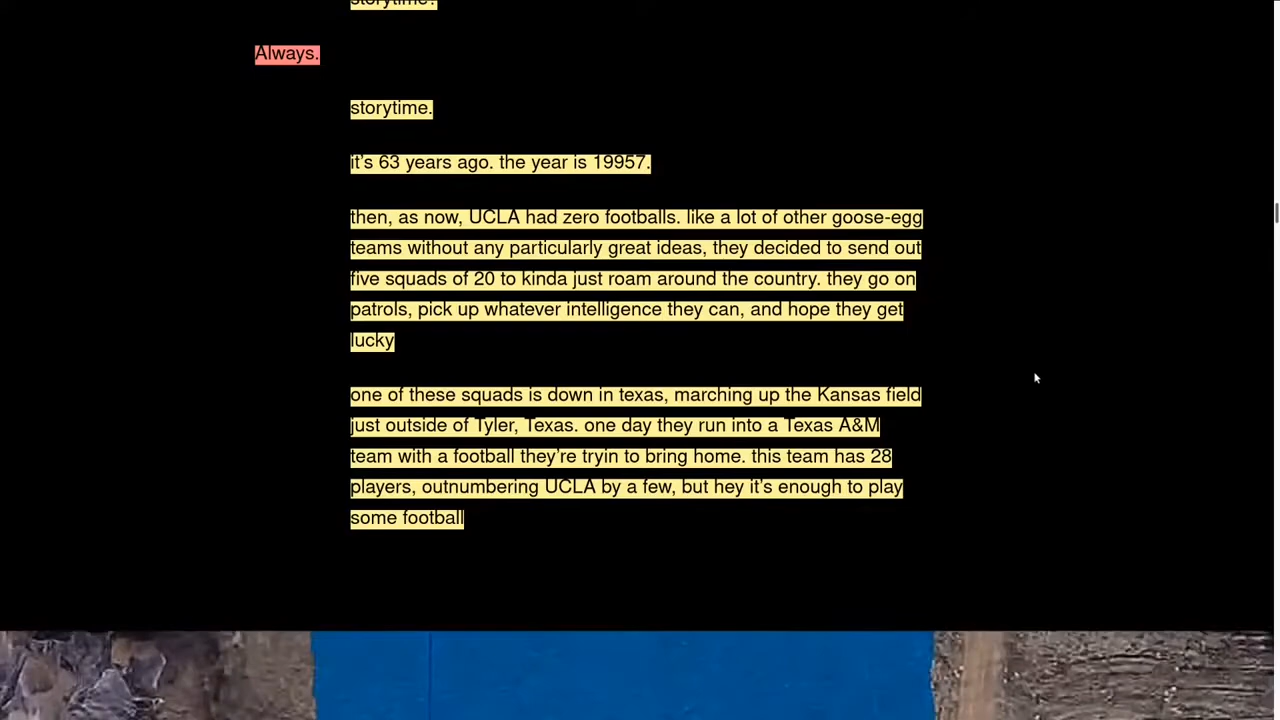 storytime?
Always.
storytime.
it's 63 years ago. the year is 19957.
then, as now, UCLA had zero footballs. like a lot of other goose-egg
teams without any particularly great ideas, they decided to send out
five squads of 20 to kinda just roam around the country. they go on
patrols, pick up whatever intelligence they can, and hope they get
lucky
one of these squads is down in texas, marching up the Kansas field
just outside of Tyler, Texas. one day they run into a Texas A&M
team with a football they're tryin to bring home. this team has 28
players, outnumbering UCLA by a few, but hey it's enough to play
some football